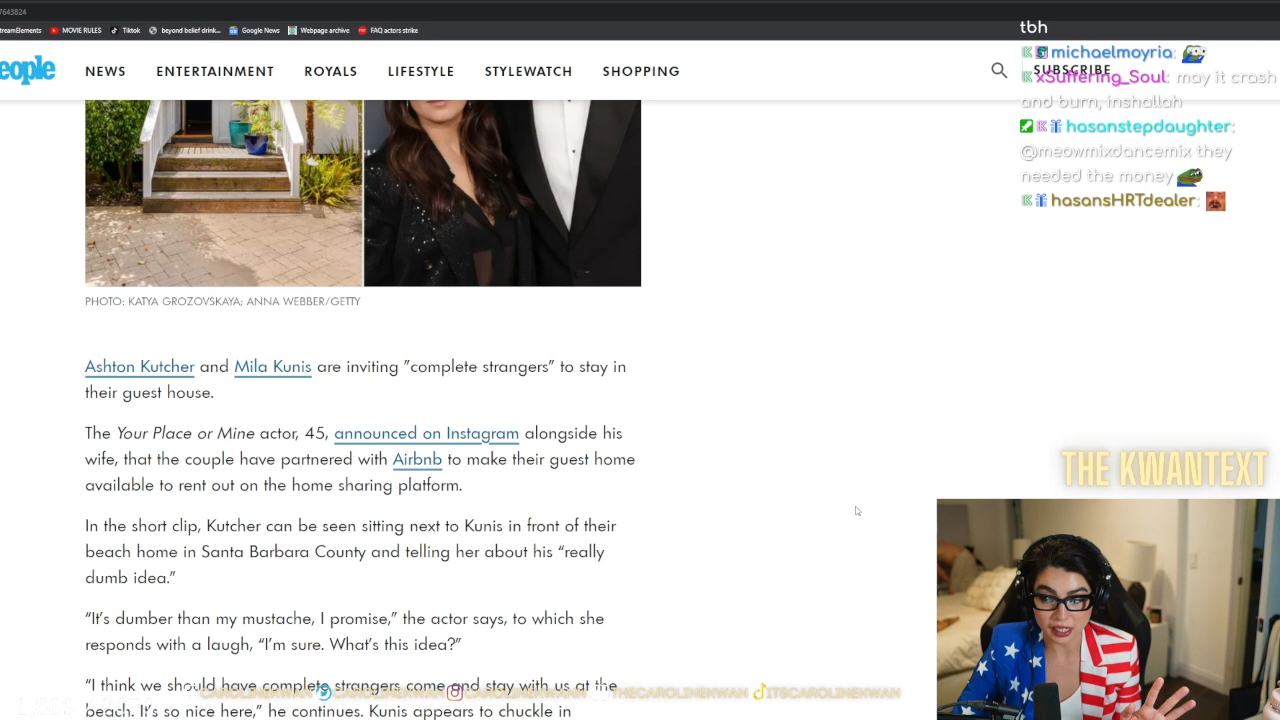 7643824
treamElements MOVIE RULES Tiktok beyond belief drink... Google News Webpage archive FAQ actors strike
eople NEWS ENTERTAINMENT ROYALS LIFESTYLE STYLEWATCH SHOPPING SUBSCRIBE
tbh
michaelmoyria:
xSuffering_Soul: may it crash
and burn, inshallah
hasanstepdaughter:
@meowmixdancemix they
needed the money
hasansHRTdealer:
PHOTO: KATYA GROZOVSKAYA; ANNA WEBBER/GETTY
Ashton Kutcher and Mila Kunis are inviting ”complete strangers” to stay in
their guest house.
The Your Place or Mine actor, 45, announced on Instagram alongside his
wife, that the couple have partnered with Airbnb to make their guest home
available to rent out on the home sharing platform.
In the short clip, Kutcher can be seen sitting next to Kunis in front of their
beach home in Santa Barbara County and telling her about his “really
dumb idea.”
“It’s dumber than my mustache, I promise,” the actor says, to which she
responds with a laugh, “I’m sure. What’s this idea?”
“I think we should have complete strangers come and stay with us at the
beach. It’s so nice here,” he continues. Kunis appears to chuckle in
THE KWANTEXT
THECAROLINEKWAN ITSCAROLINEKWAN